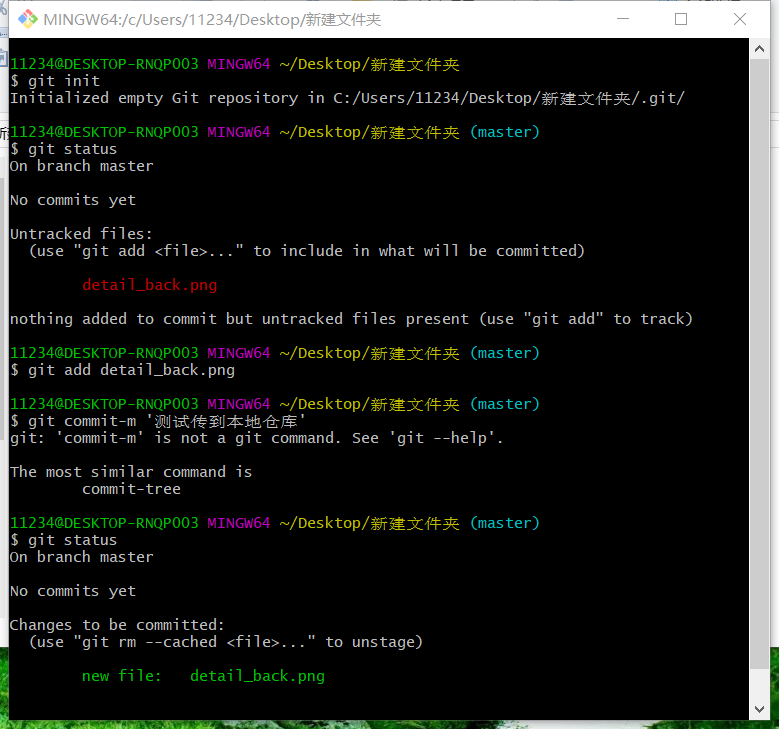 MINGW64:/c/Users/11234/Desktop/新建文件夹
11234@DESKTOP-RNQP003 MINGW64 ~/Desktop/新建文件夹
$ git init
Initialized empty Git repository in C:/Users/11234/Desktop/新建文件夹/.git/
11234@DESKTOP-RNQP003 MINGW64 ~/Desktop/新建文件夹 (master)
$ git status
On branch master
No commits yet
Untracked files:
(use "git add <file>..." to include in what will be committed)
detail_back.png
nothing added to commit but untracked files present (use "git add" to track)
11234@DESKTOP-RNQP003 MINGW64 ~/Desktop/新建文件夹 (master)
$ git add detail_back.png
11234@DESKTOP-RNQP003 MINGW64 ~/Desktop/新建文件夹 (master)
$ git commit-m '测试传到本地仓库'
git: 'commit-m' is not a git command. See 'git --help'.
The most similar command is
commit-tree
11234@DESKTOP-RNQP003 MINGW64 ~/Desktop/新建文件夹 (master)
$ git status
On branch master
No commits yet
Changes to be committed:
(use "git rm --cached <file>..." to unstage)
new file:   detail_back.png